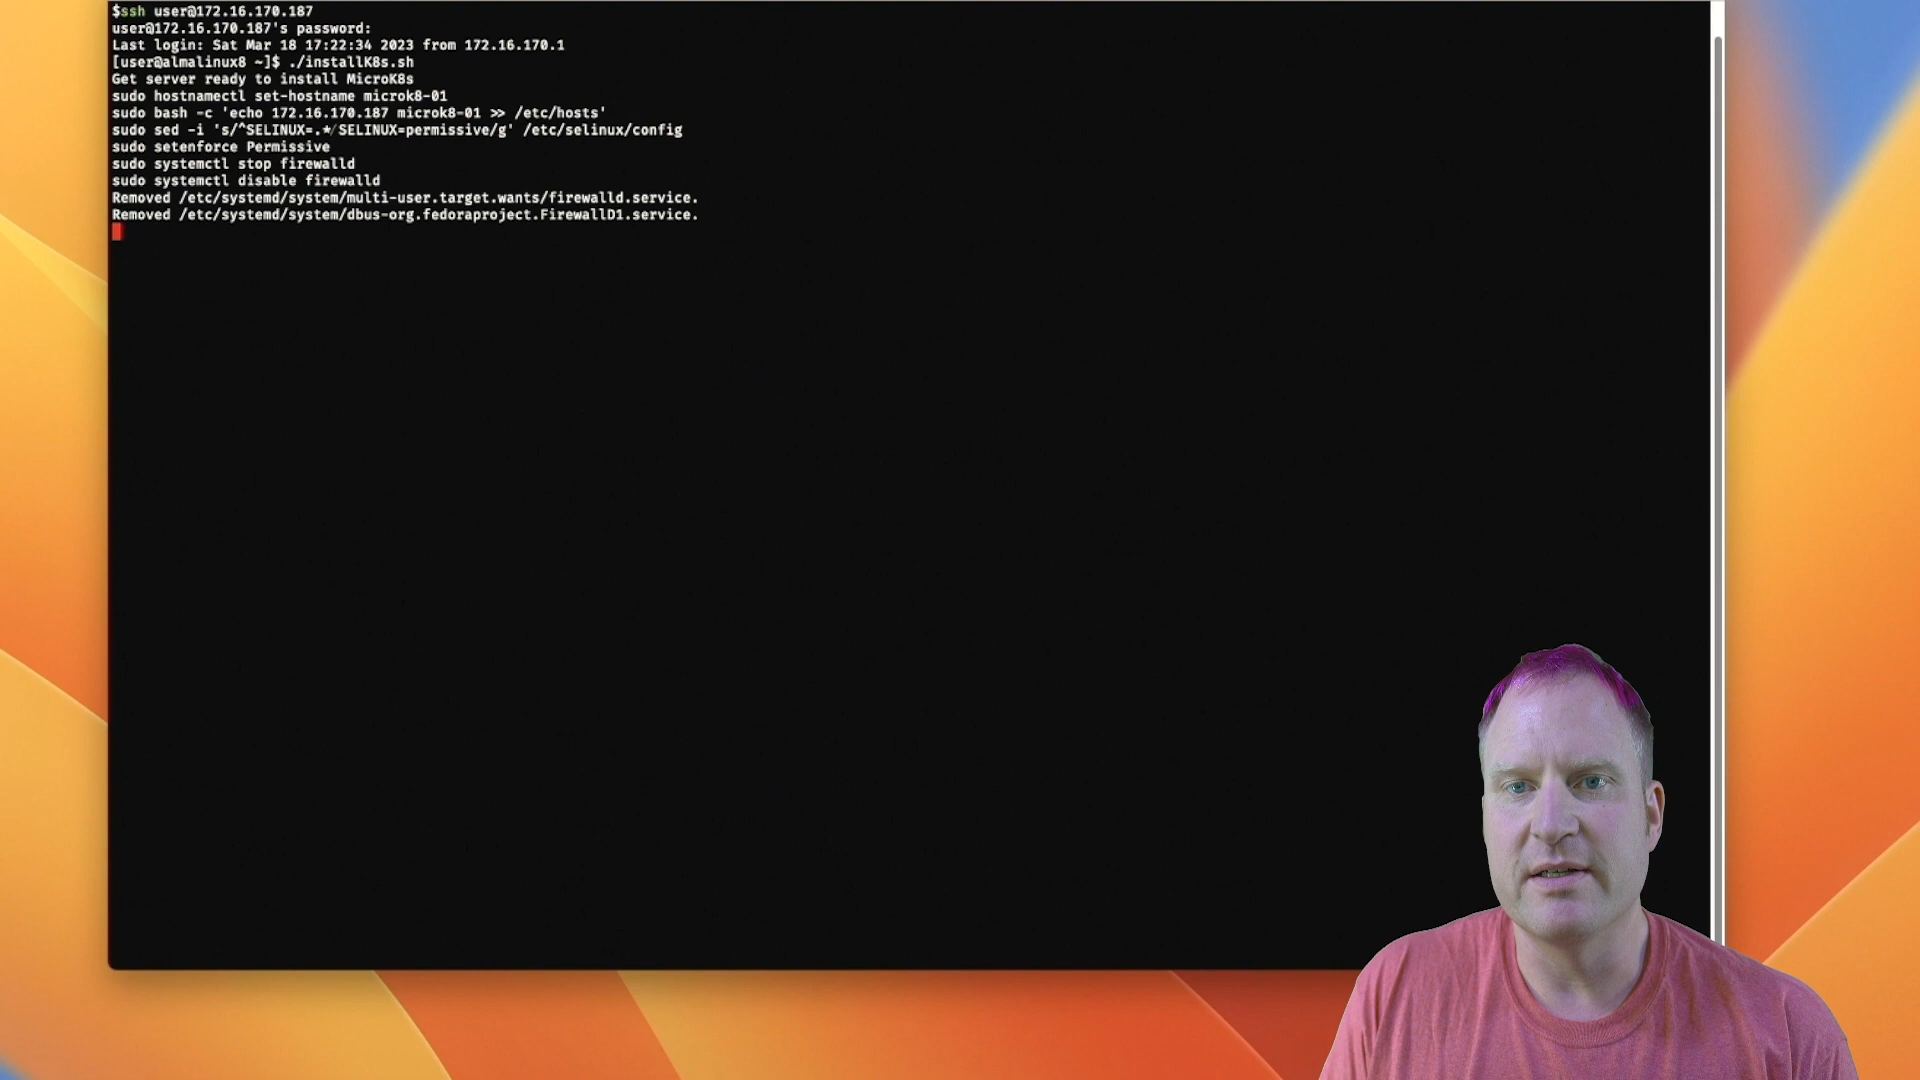 $ssh user@172.16.170.187
user@172.16.170.187's password:
Last login: Sat Mar 18 17:22:34 2023 from 172.16.170.1
[user@almalinux8 ~]$ ./installK8s.sh
Get server ready to install MicroK8s
sudo hostnamectl set-hostname microk8-01
sudo bash -c 'echo 172.16.170.187 microk8-01 >> /etc/hosts'
sudo sed -i 's/^SELINUX=.*/SELINUX=permissive/g' /etc/selinux/config
sudo setenforce Permissive
sudo systemctl stop firewalld
sudo systemctl disable firewalld
Removed /etc/systemd/system/multi-user.target.wants/firewalld.service.
Removed /etc/systemd/system/dbus-org.fedoraproject.FirewallD1.service.